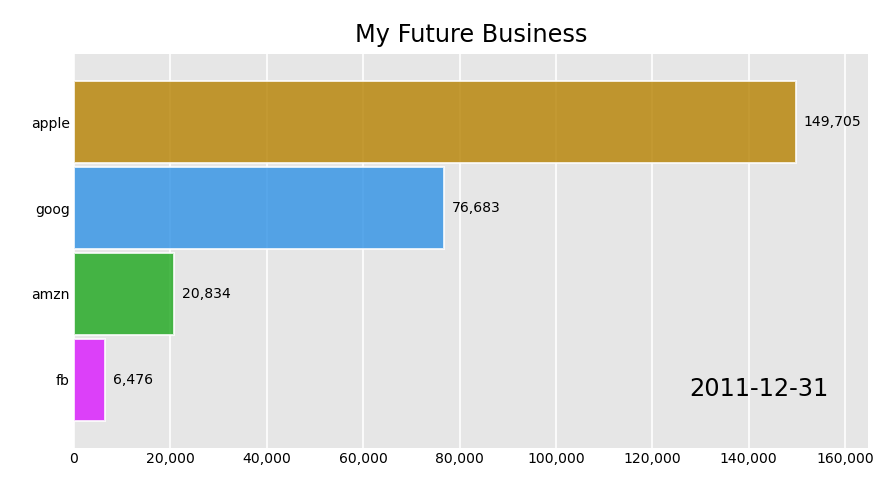 My Future Business
apple 149,705
goog 76,683
amzn 20,834
fb 6,476
2011-12-31
0 20,000 40,000 60,000 80,000 100,000 120,000 140,000 160,000